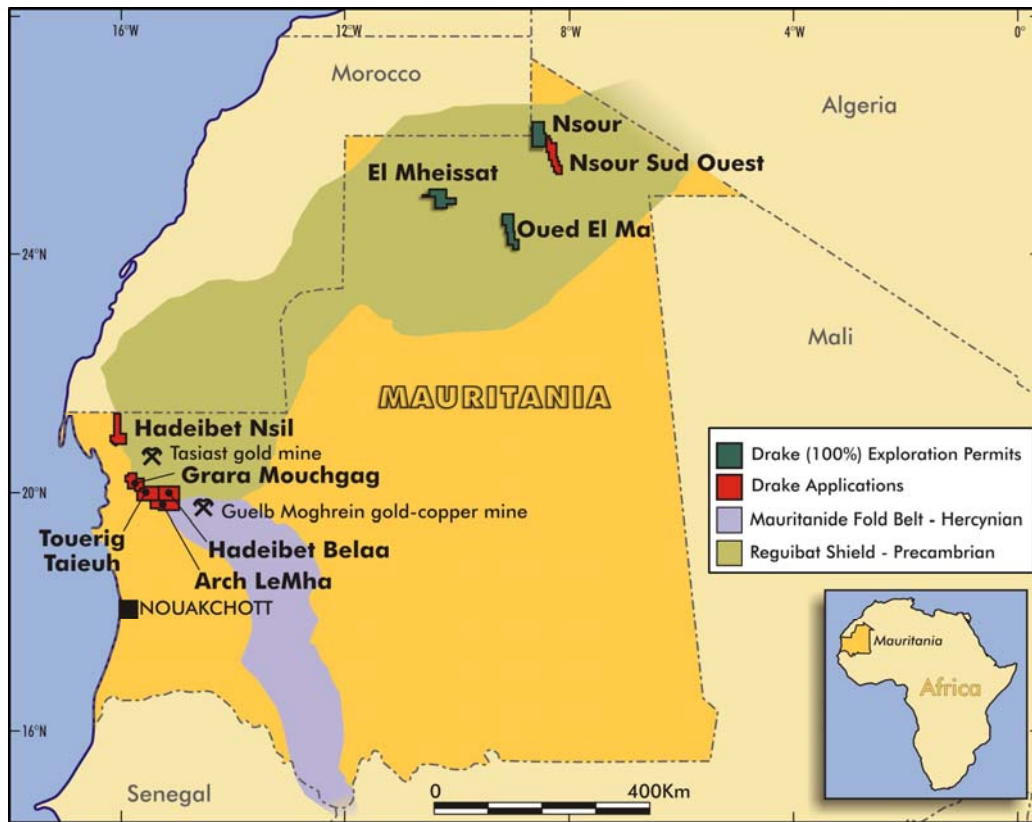 16°W
12°W
8°W
4°W
0°
Morocco
Algeria
Nsour
Nsour Sud Ouest
El Mheissat
Oued El Ma
24°N
Mali
MAURITANIA
Hadeibet Nsil
Tasiast gold mine
Grara Mouchgag
20°N
Guelb Moghrein gold-copper mine
Touerig
Taieuh
Hadeibet Belaa
Arch LeMha
NOUAKCHOTT
Drake (100%) Exploration Permits
Drake Applications
Mauritanide Fold Belt - Hercynian
Reguibat Shield - Precambrian
Mauritania
Africa
16°N
Senegal
0
400Km